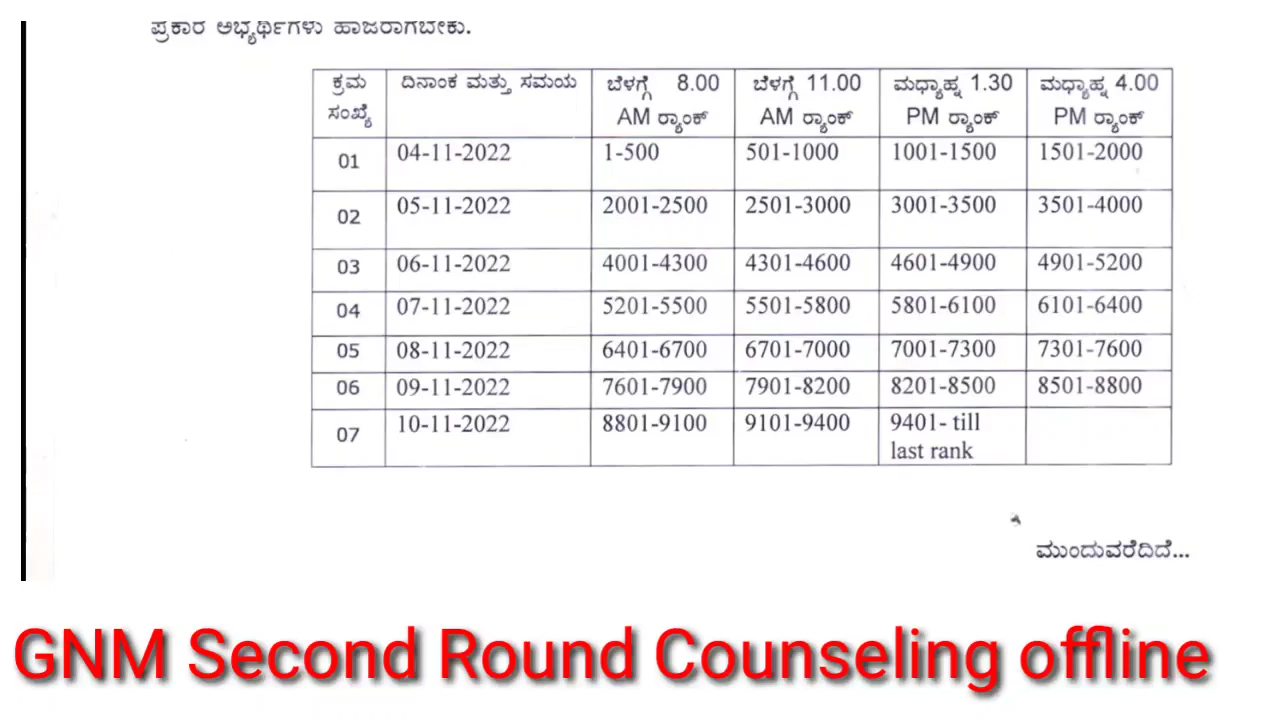 ಪ್ರಕಾರ ಅಭ್ಯರ್ಥಿಗಳು ಹಾಜರಾಗಬೇಕು.
ಕ್ರಮ ಸಂಖ್ಯೆ ದಿನಾಂಕ ಮತ್ತು ಸಮಯ ಬೆಳಗ್ಗೆ 8.00 AM ರ‍್ಯಾಂಕ್ ಬೆಳಗ್ಗೆ 11.00 AM ರ‍್ಯಾಂಕ್ ಮಧ್ಯಾಹ್ನ 1.30 PM ರ‍್ಯಾಂಕ್ ಮಧ್ಯಾಹ್ನ 4.00 PM ರ‍್ಯಾಂಕ್
01 04-11-2022 1-500 501-1000 1001-1500 1501-2000
02 05-11-2022 2001-2500 2501-3000 3001-3500 3501-4000
03 06-11-2022 4001-4300 4301-4600 4601-4900 4901-5200
04 07-11-2022 5201-5500 5501-5800 5801-6100 6101-6400
05 08-11-2022 6401-6700 6701-7000 7001-7300 7301-7600
06 09-11-2022 7601-7900 7901-8200 8201-8500 8501-8800
07 10-11-2022 8801-9100 9101-9400 9401- till last rank
ಮುಂದುವರೆದಿದೆ...
GNM Second Round Counseling offline